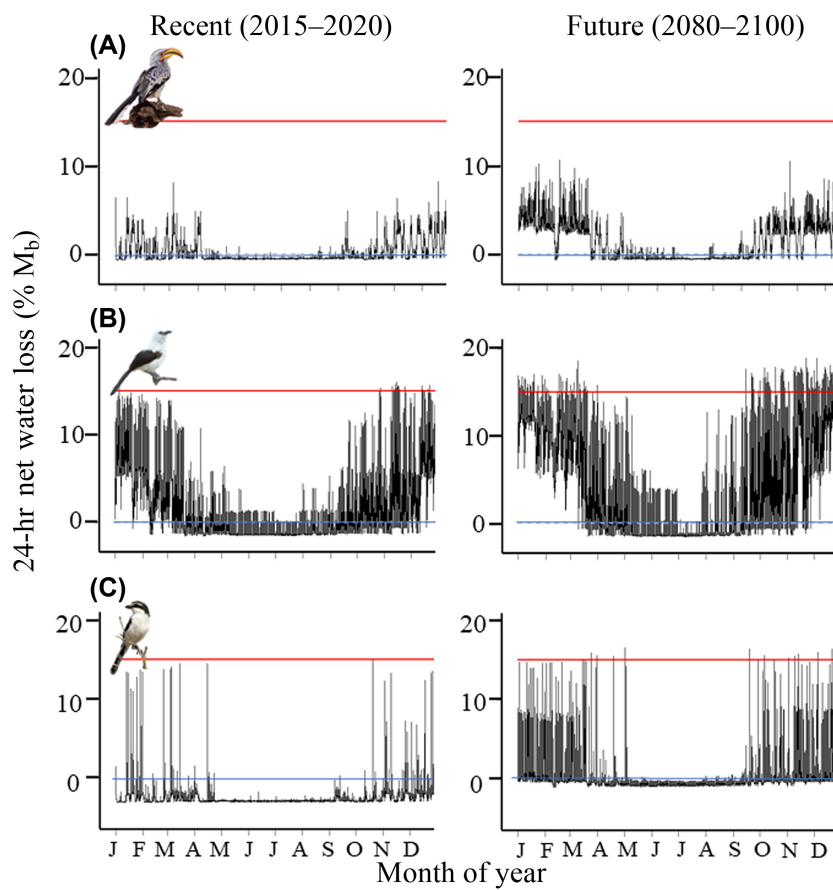 Recent (2015–2020) Future (2080–2100)
(A)
20 20
10 10
0 0
(B)
20 20
10 10
0 0
(C)
20 20
10 10
0 0
24-hr net water loss (% Mb)
J F M A M J J A S O N D J F M A M J J A S O N D
Month of year